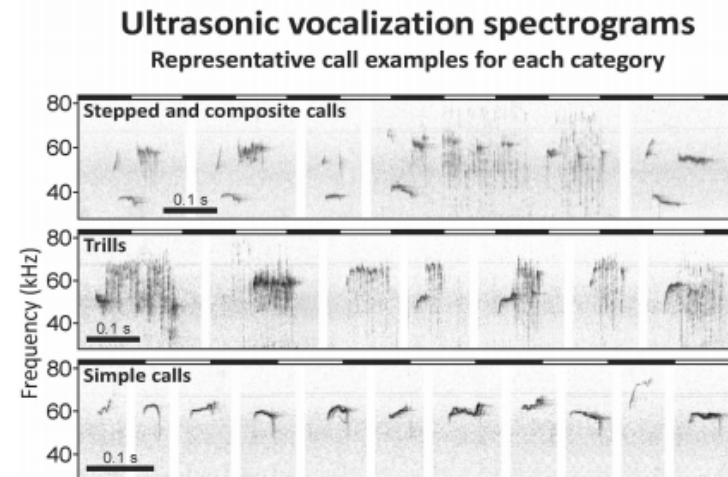 Ultrasonic vocalization spectrograms
Representative call examples for each category
Frequency (kHz)
80
Stepped and composite calls
60
40
0.1 s
80
Trills
60
40
0.1 s
80
Simple calls
60
40
0.1 s